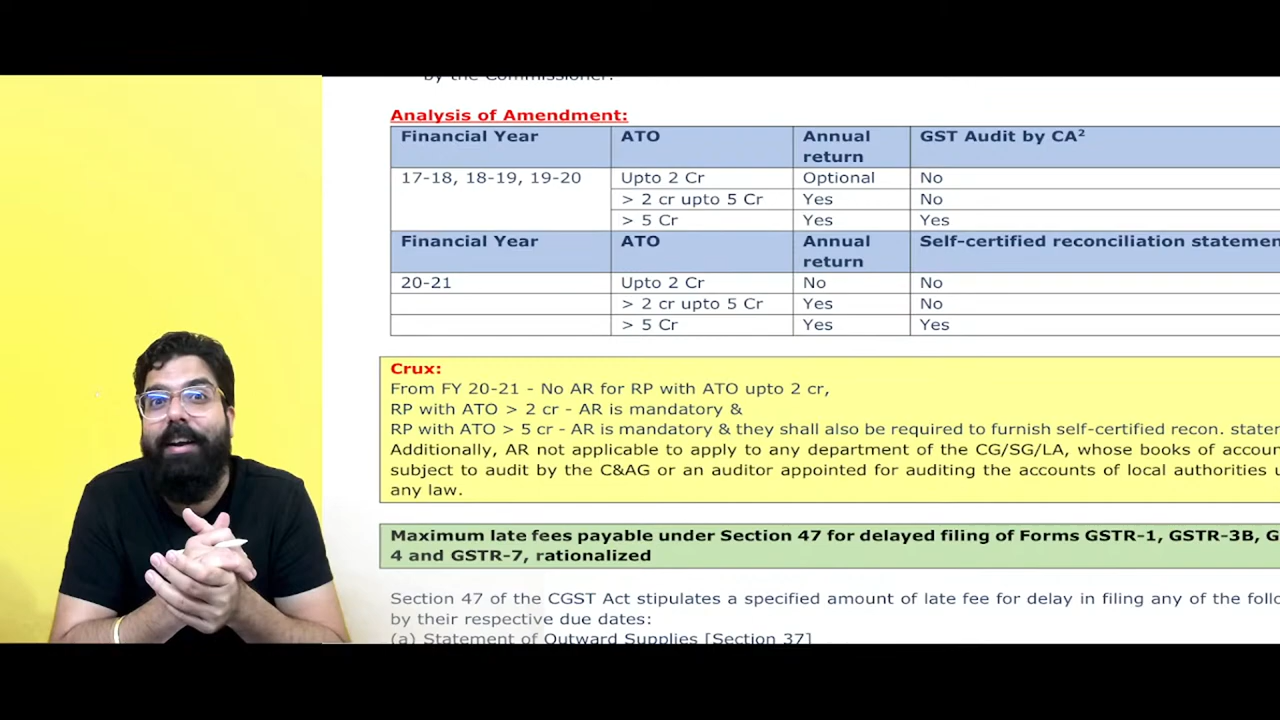 by the Commissioner.
Analysis of Amendment:
Financial Year ATO Annual return GST Audit by CA²
17-18, 18-19, 19-20 Upto 2 Cr Optional No
> 2 cr upto 5 Cr Yes No
> 5 Cr Yes Yes
Financial Year ATO Annual return Self-certified reconciliation
20-21 Upto 2 Cr No No
> 2 cr upto 5 Cr Yes No
> 5 Cr Yes Yes
Crux:
From FY 20-21 - No AR for RP with ATO upto 2 cr,
RP with ATO > 2 cr - AR is mandatory &
RP with ATO > 5 cr - AR is mandatory & they shall also be required to furnish self-certified recon.
Additionally, AR not applicable to apply to any department of the CG/SG/LA, whose books of
subject to audit by the C&AG or an auditor appointed for auditing the accounts of local authorities
any law.
Maximum late fees payable under Section 47 for delayed filing of Forms GSTR-1, GSTR-3B,
4 and GSTR-7, rationalized
Section 47 of the CGST Act stipulates a specified amount of late fee for delay in filing any of the
by their respective due dates:
(a) Statement of Outward Supplies [Section 37]